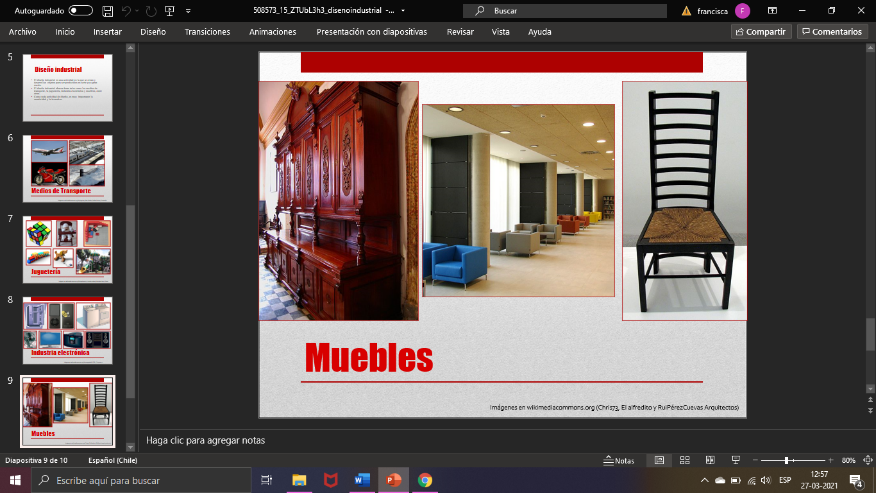 Autoguardado
508573_15_ZTUbL3h3_disenoindustrial -...
Buscar
francisca
F
Archivo Inicio Insertar Diseño Transiciones Animaciones Presentación con diapositivas Revisar Vista Ayuda Compartir Comentarios
5
Diseño industrial
6
Medios de Transporte
7
Juguetería
8
Industria electrónica
9
Muebles
Muebles
Imágenes en wikimediacommons.org (Chris73, El alfredito y RuiPérezCuevas Arquitectos)
Haga clic para agregar notas
Diapositiva 9 de 10 Español (Chile) Notas 80%
Escribe aquí para buscar
ESP
12:57
27-03-2021
4